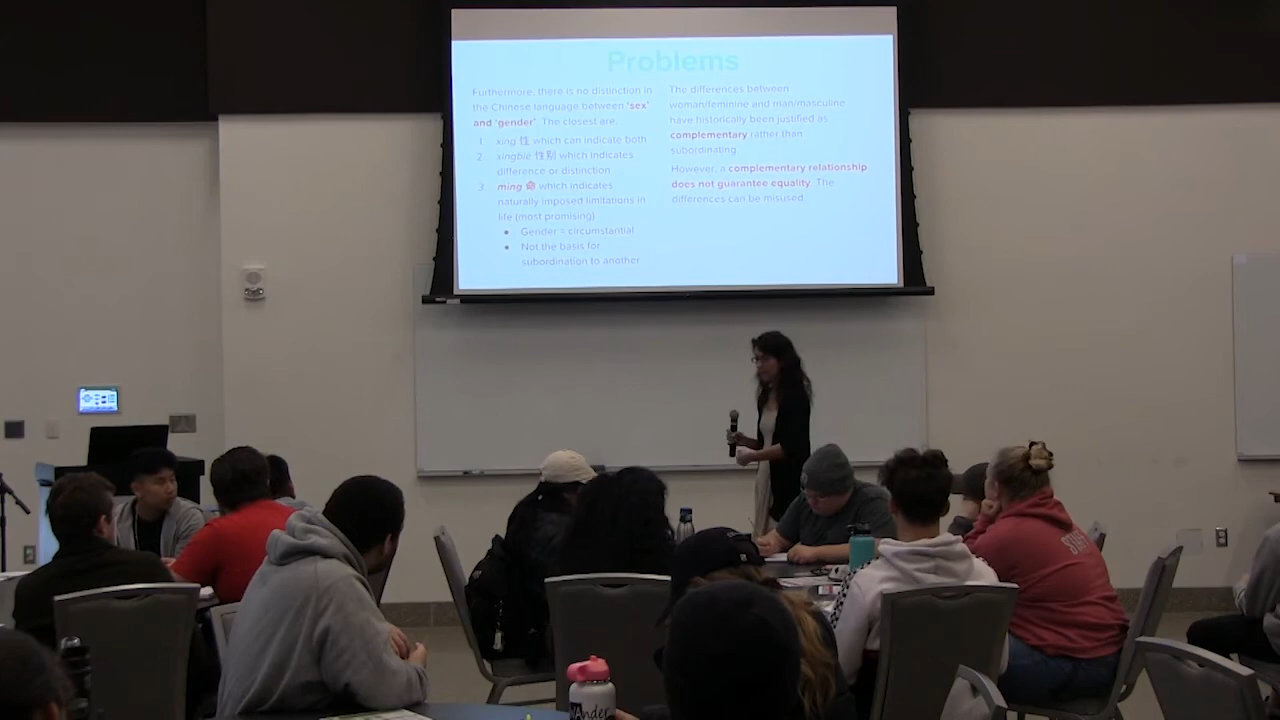 Problems
Furthermore, there is no distinction in
the Chinese language between 'sex'
and 'gender'. The closest are:
1. xing 性 which can indicate both
2. xingbie 性别 which indicates
difference or distinction
3. ming 命 which indicates
naturally imposed limitations in
life (most promising)
● Gender = circumstantial
● Not the basis for
subordination to another
The differences between
woman/feminine and man/masculine
have historically been justified as
complementary rather than
subordinating.
However, a complementary relationship
does not guarantee equality. The
differences can be misused.